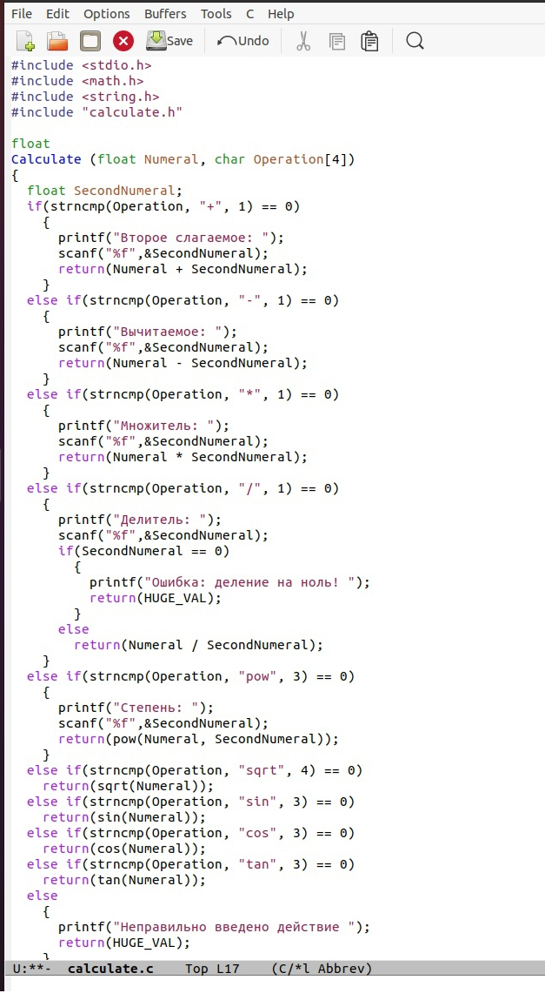 File Edit Options Buffers Tools C Help
Save Undo
#include <stdio.h>
#include <math.h>
#include <string.h>
#include "calculate.h"
float
Calculate (float Numeral, char Operation[4])
{
  float SecondNumeral;
  if(strncmp(Operation, "+", 1) == 0)
    {
      printf("Второе слагаемое: ");
      scanf("%f",&SecondNumeral);
      return(Numeral + SecondNumeral);
    }
  else if(strncmp(Operation, "-", 1) == 0)
    {
      printf("Вычитаемое: ");
      scanf("%f",&SecondNumeral);
      return(Numeral - SecondNumeral);
    }
  else if(strncmp(Operation, "*", 1) == 0)
    {
      printf("Множитель: ");
      scanf("%f",&SecondNumeral);
      return(Numeral * SecondNumeral);
    }
  else if(strncmp(Operation, "/", 1) == 0)
    {
      printf("Делитель: ");
      scanf("%f",&SecondNumeral);
      if(SecondNumeral == 0)
        {
          printf("Ошибка: деление на ноль! ");
          return(HUGE_VAL);
        }
      else
        return(Numeral / SecondNumeral);
    }
  else if(strncmp(Operation, "pow", 3) == 0)
    {
      printf("Степень: ");
      scanf("%f",&SecondNumeral);
      return(pow(Numeral, SecondNumeral));
    }
  else if(strncmp(Operation, "sqrt", 4) == 0)
    return(sqrt(Numeral));
  else if(strncmp(Operation, "sin", 3) == 0)
    return(sin(Numeral));
  else if(strncmp(Operation, "cos", 3) == 0)
    return(cos(Numeral));
  else if(strncmp(Operation, "tan", 3) == 0)
    return(tan(Numeral));
  else
    {
      printf("Неправильно введено действие ");
      return(HUGE_VAL);
    }
U:**-  calculate.c    Top L17    (C/*l Abbrev)